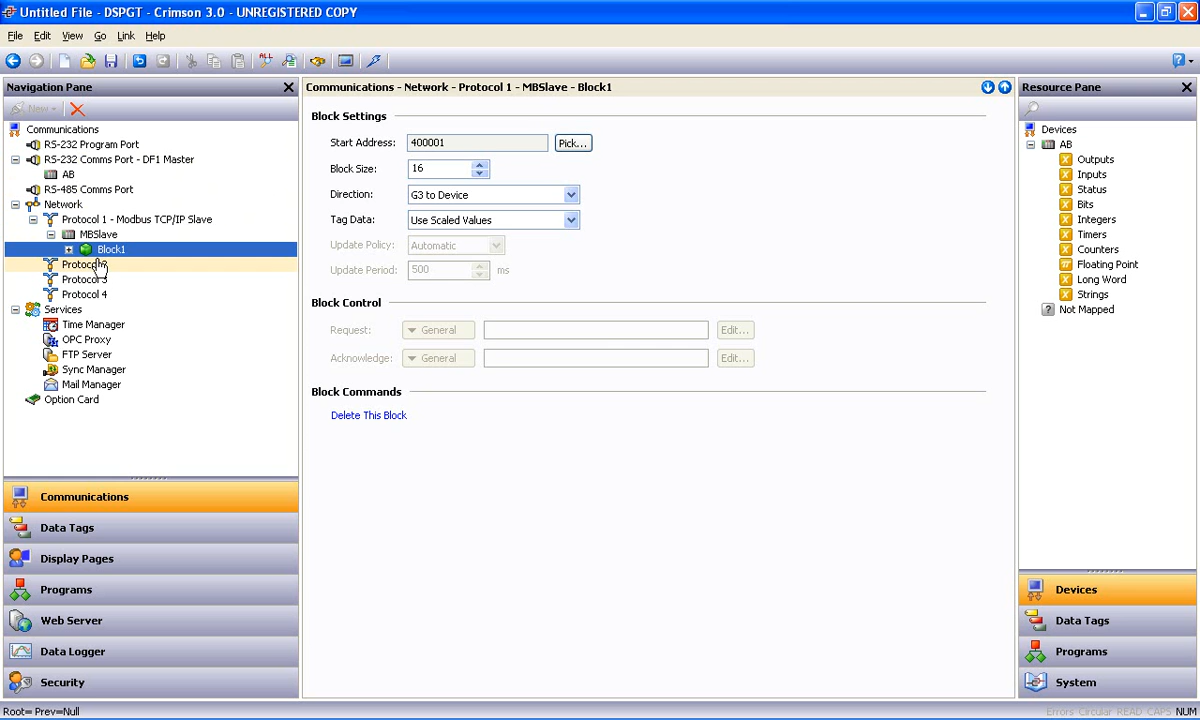 Untitled File - DSPGT - Crimson 3.0 - UNREGISTERED COPY
File Edit View Go Link Help
ALL
Navigation Pane
New
Communications
RS-232 Program Port
RS-232 Comms Port - DF1 Master
AB
RS-485 Comms Port
Network
Protocol 1 - Modbus TCP/IP Slave
MBSlave
Block1
Protocol 2
Protocol 3
Protocol 4
Services
Time Manager
OPC Proxy
FTP Server
Sync Manager
Mail Manager
Option Card
Communications
Data Tags
Display Pages
Programs
Web Server
Data Logger
Security
Communications - Network - Protocol 1 - MBSlave - Block1
Block Settings
Start Address: 400001 Pick...
Block Size: 16
Direction: G3 to Device
Tag Data: Use Scaled Values
Update Policy: Automatic
Update Period: 500 ms
Block Control
Request: General Edit...
Acknowledge: General Edit...
Block Commands
Delete This Block
Resource Pane
Devices
AB
Outputs
Inputs
Status
Bits
Integers
Timers
Counters
Floating Point
Long Word
Strings
Not Mapped
Devices
Data Tags
Programs
System
Root= Prev=Null
Errors Circular READ CAPS NUM